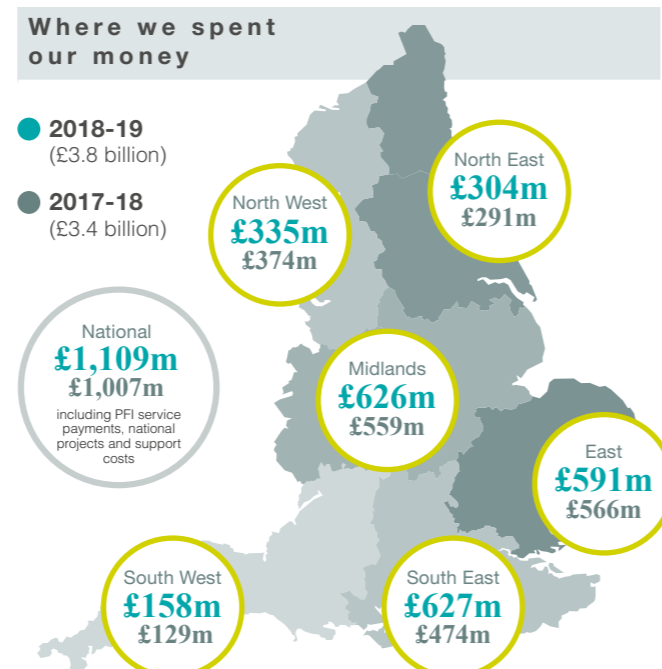 Where we spent
our money
2018-19
(£3.8 billion)
2017-18
(£3.4 billion)
North East
£304m
£291m
North West
£335m
£374m
National
£1,109m
£1,007m
including PFI service
payments, national
projects and support
costs
Midlands
£626m
£559m
East
£591m
£566m
South West
£158m
£129m
South East
£627m
£474m